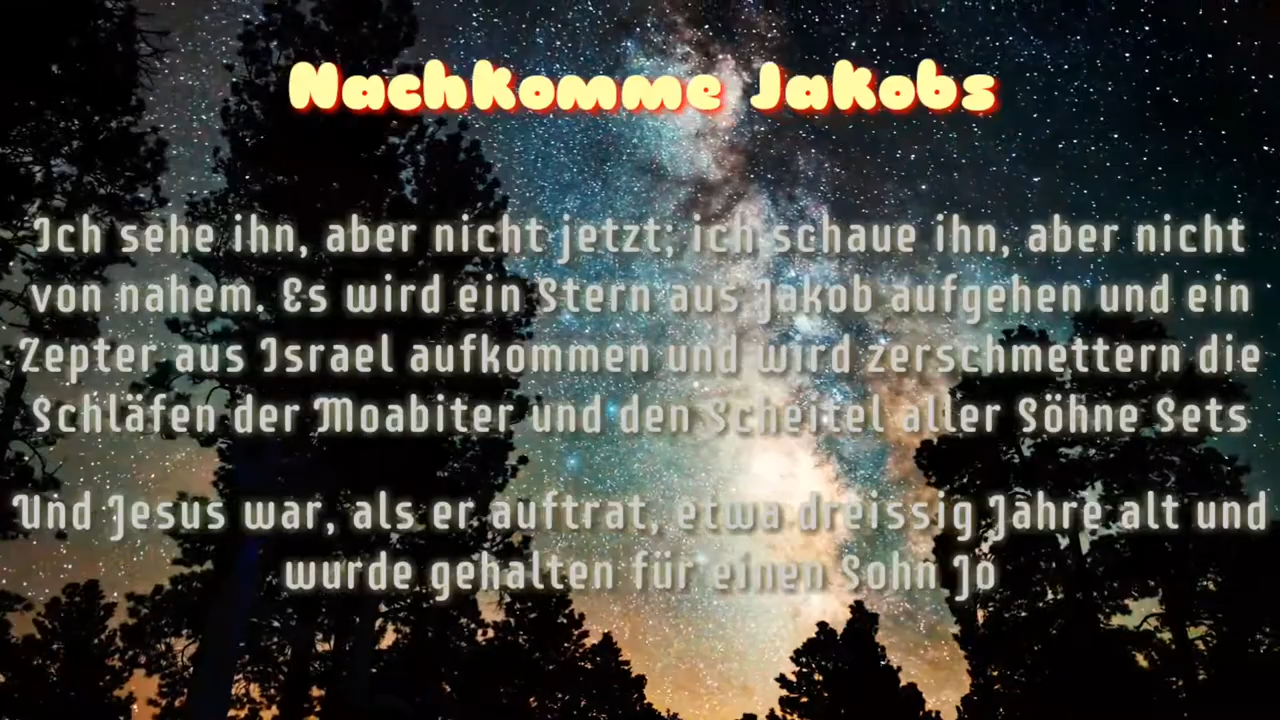 Nachkomme Jakobs
Ich sehe ihn, aber nicht jetzt; ich schaue ihn, aber nicht
von nahem. Es wird ein Stern aus Jakob aufgehen und ein
Zepter aus Israel aufkommen und wird zerschmettern die
Schläfen der Moabiter und den Scheitel aller Söhne Sets
Und Jesus war, als er auftrat, etwa dreissig Jahre alt und
wurde gehalten für einen Sohn Jo